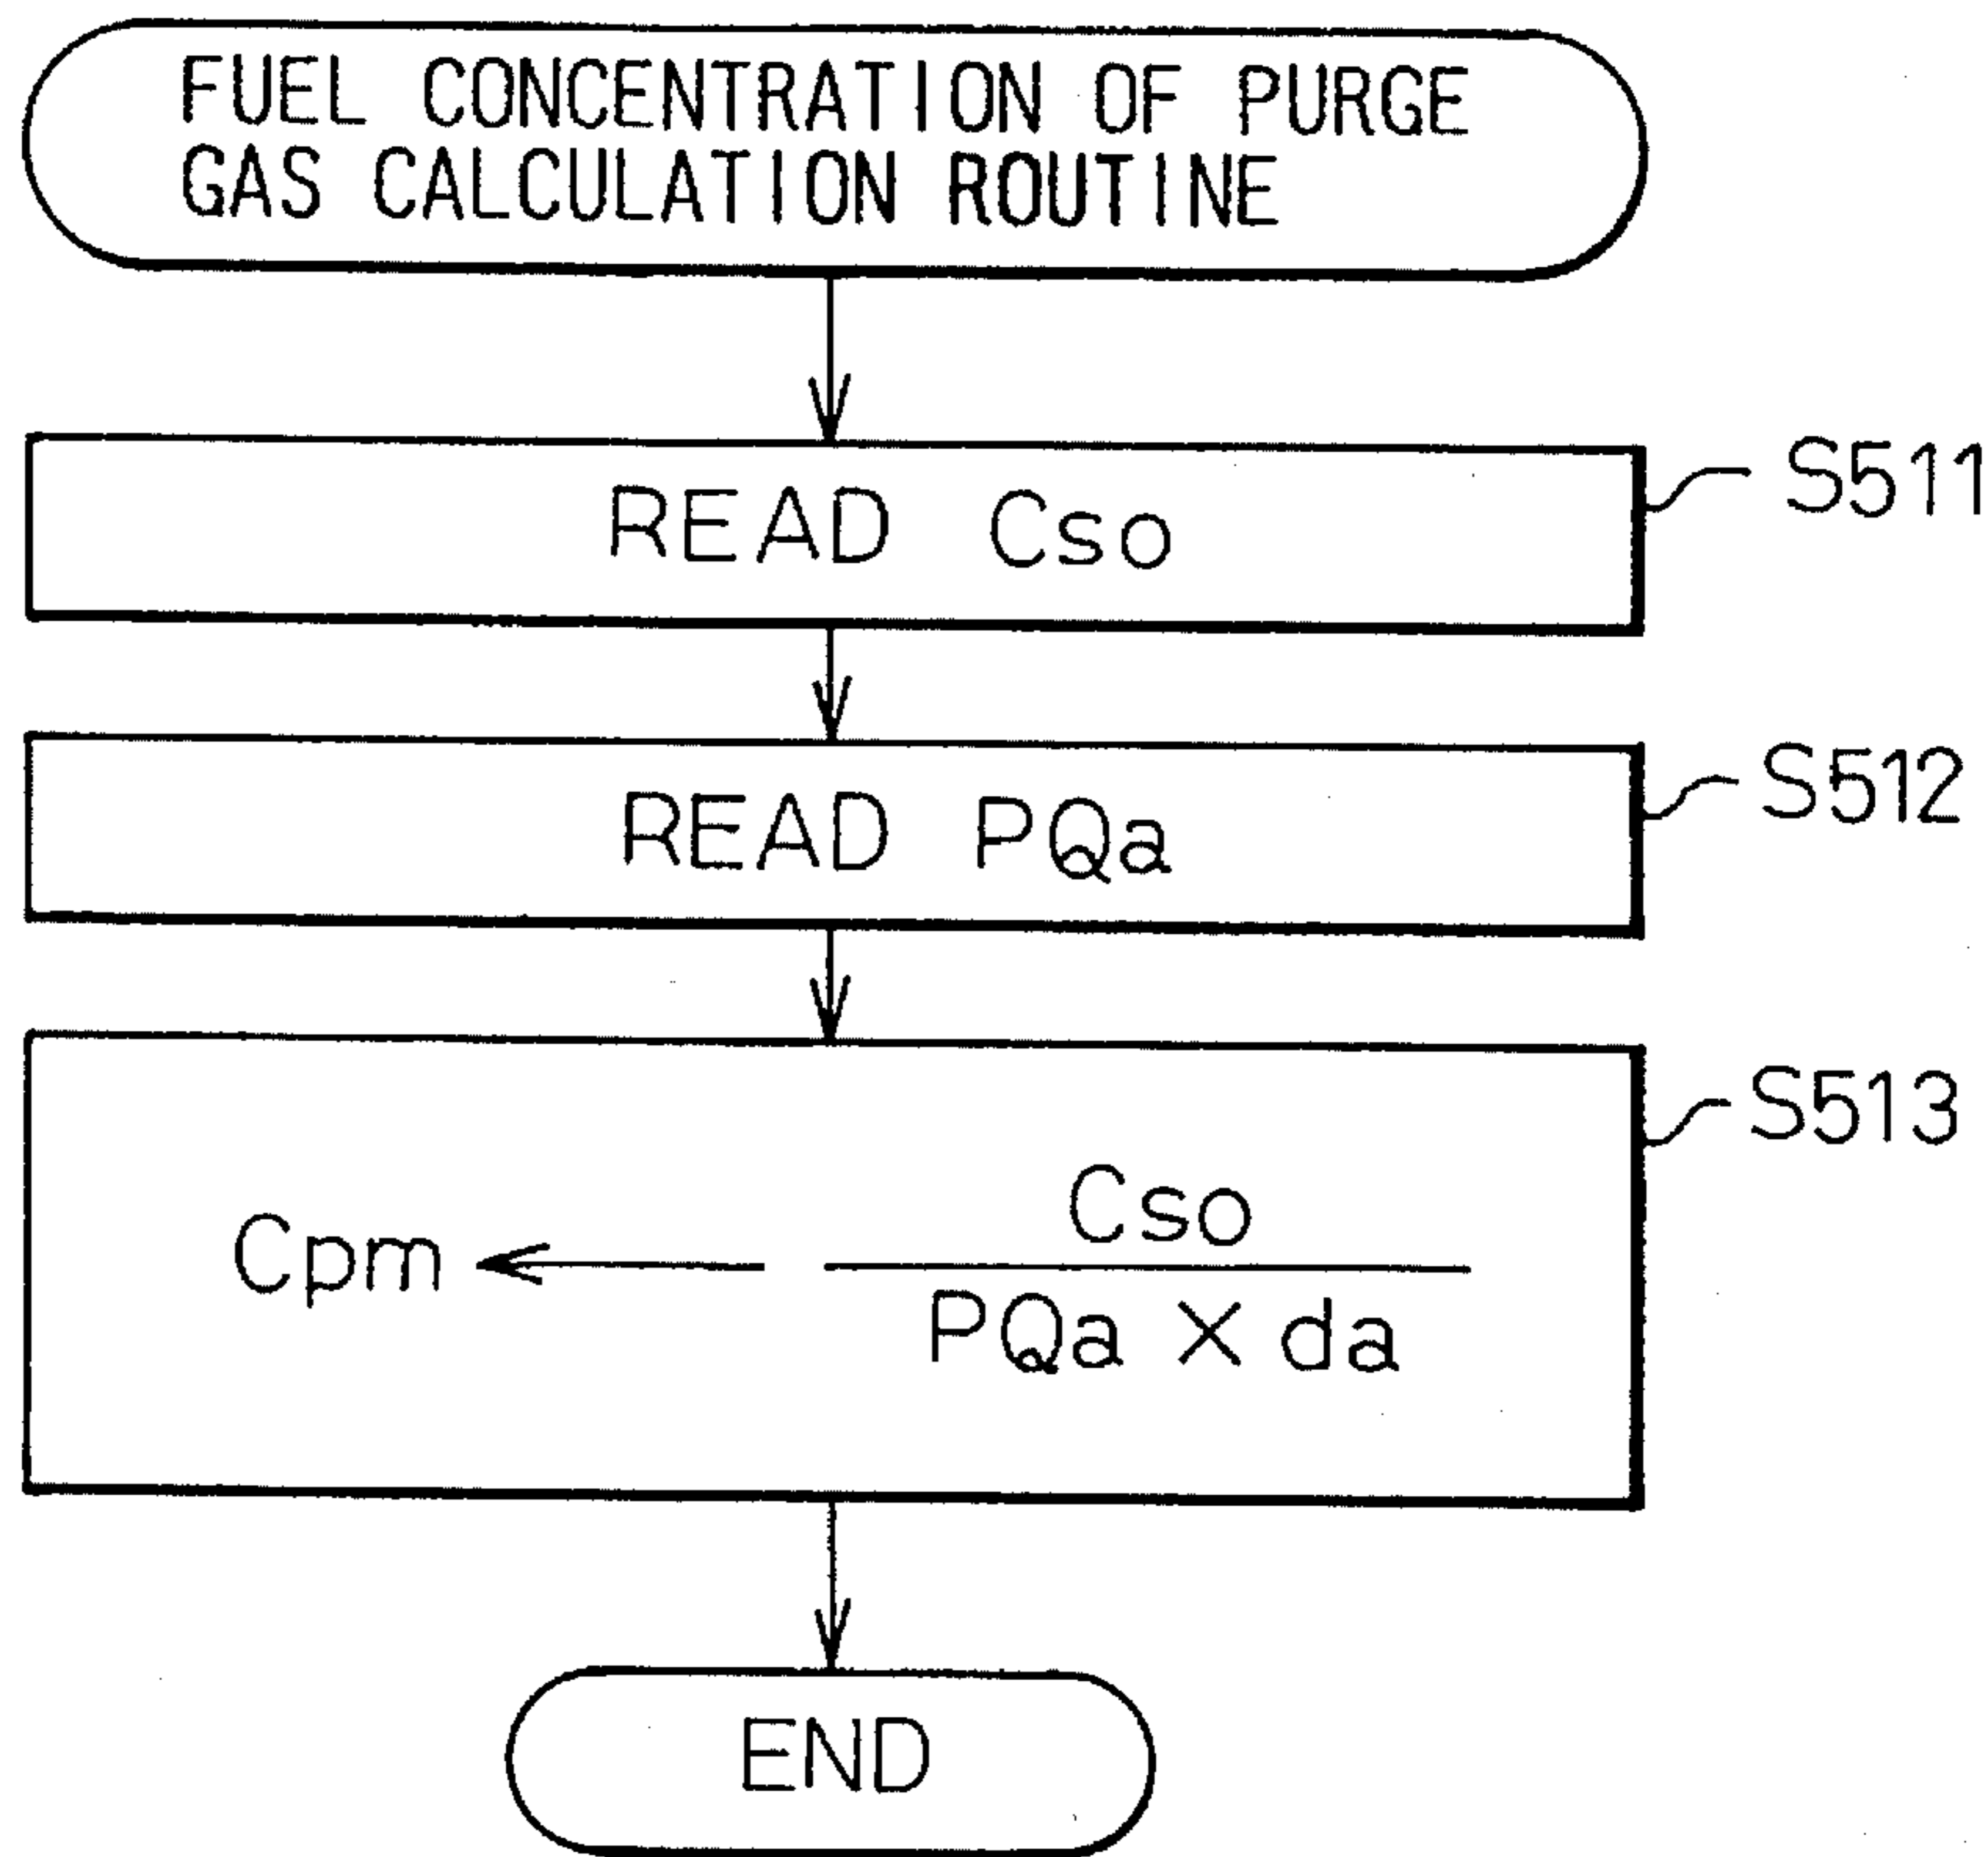 FUEL CONCENTRATION OF PURGE
GAS CALCULATION ROUTINE
READ Cso
S511
READ PQa
S512
S513
Cpm ← Cso
PQa × da
END